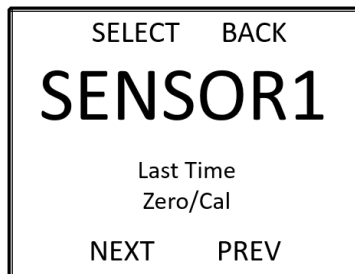 SELECT BACK
SENSOR1
Last Time
Zero/Cal
NEXT PREV